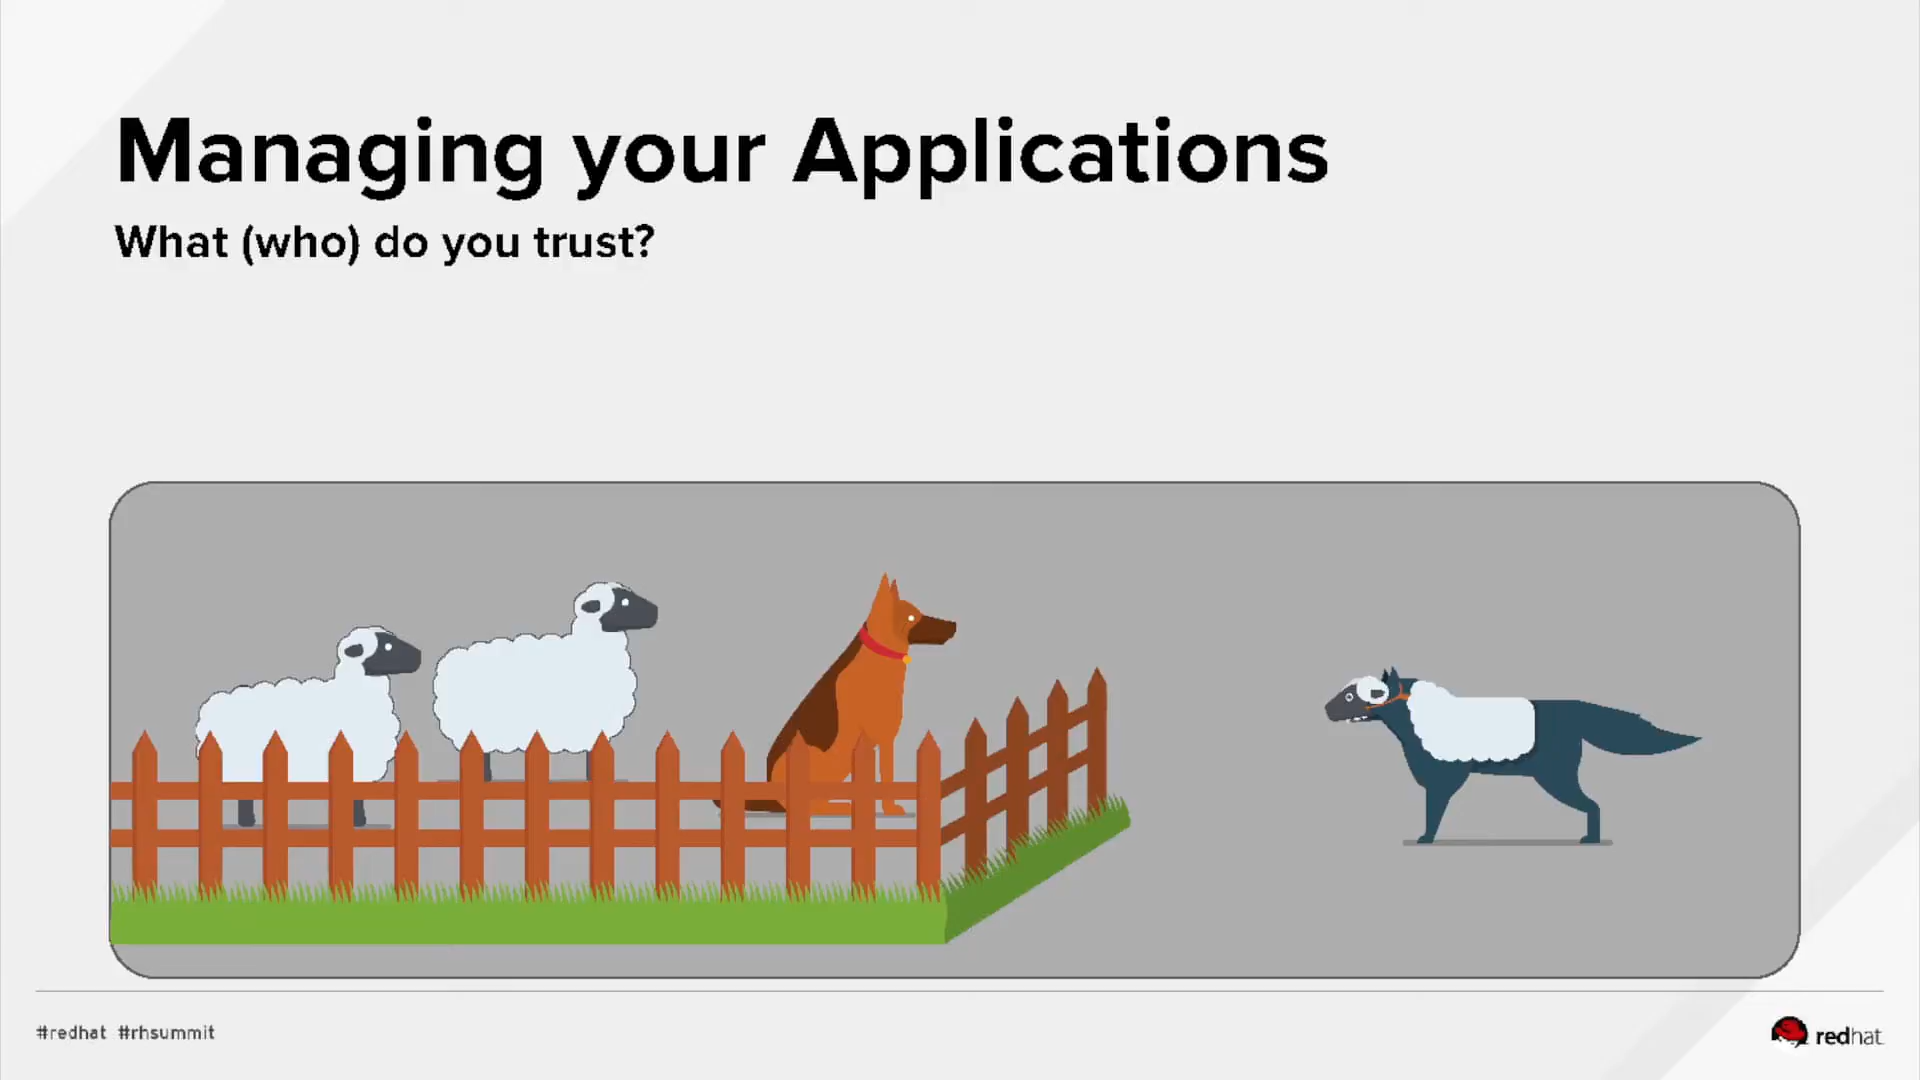 Managing your Applications
What (who) do you trust?
#redhat #rhsummit
redhat